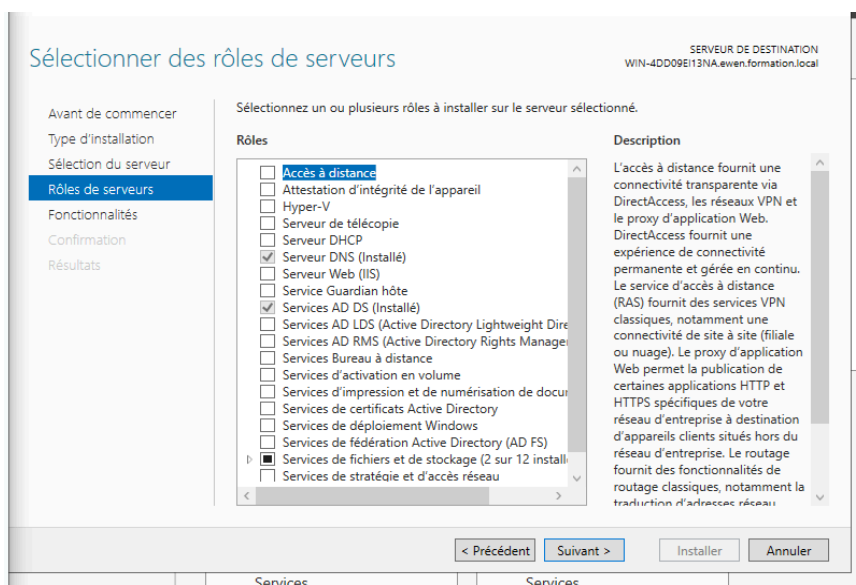 Sélectionner des rôles de serveurs
SERVEUR DE DESTINATION
WIN-4DD09EI13NA.ewen.formation.local
Avant de commencer
Type d'installation
Sélection du serveur
Rôles de serveurs
Fonctionnalités
Confirmation
Résultats
Sélectionnez un ou plusieurs rôles à installer sur le serveur sélectionné.
Rôles
Accès à distance
Attestation d'intégrité de l'appareil
Hyper-V
Serveur de télécopie
Serveur DHCP
Serveur DNS (Installé)
Serveur Web (IIS)
Service Guardian hôte
Services AD DS (Installé)
Services AD LDS (Active Directory Lightweight Dire
Services AD RMS (Active Directory Rights Manage
Services Bureau à distance
Services d'activation en volume
Services d'impression et de numérisation de docu
Services de certificats Active Directory
Services de déploiement Windows
Services de fédération Active Directory (AD FS)
Services de fichiers et de stockage (2 sur 12 install
Services de stratégie et d'accès réseau
Description
L'accès à distance fournit une
connectivité transparente via
DirectAccess, les réseaux VPN et
le proxy d'application Web.
DirectAccess fournit une
expérience de connectivité
permanente et gérée en continu.
Le service d'accès à distance
(RAS) fournit des services VPN
classiques, notamment une
connectivité de site à site (filiale
ou nuage). Le proxy d'application
Web permet la publication de
certaines applications HTTP et
HTTPS spécifiques de votre
réseau d'entreprise à destination
d'appareils clients situés hors du
réseau d'entreprise. Le routage
fournit des fonctionnalités de
routage classiques, notamment la
traduction d'adresses réseau
< Précédent
Suivant >
Installer
Annuler
Services
Services